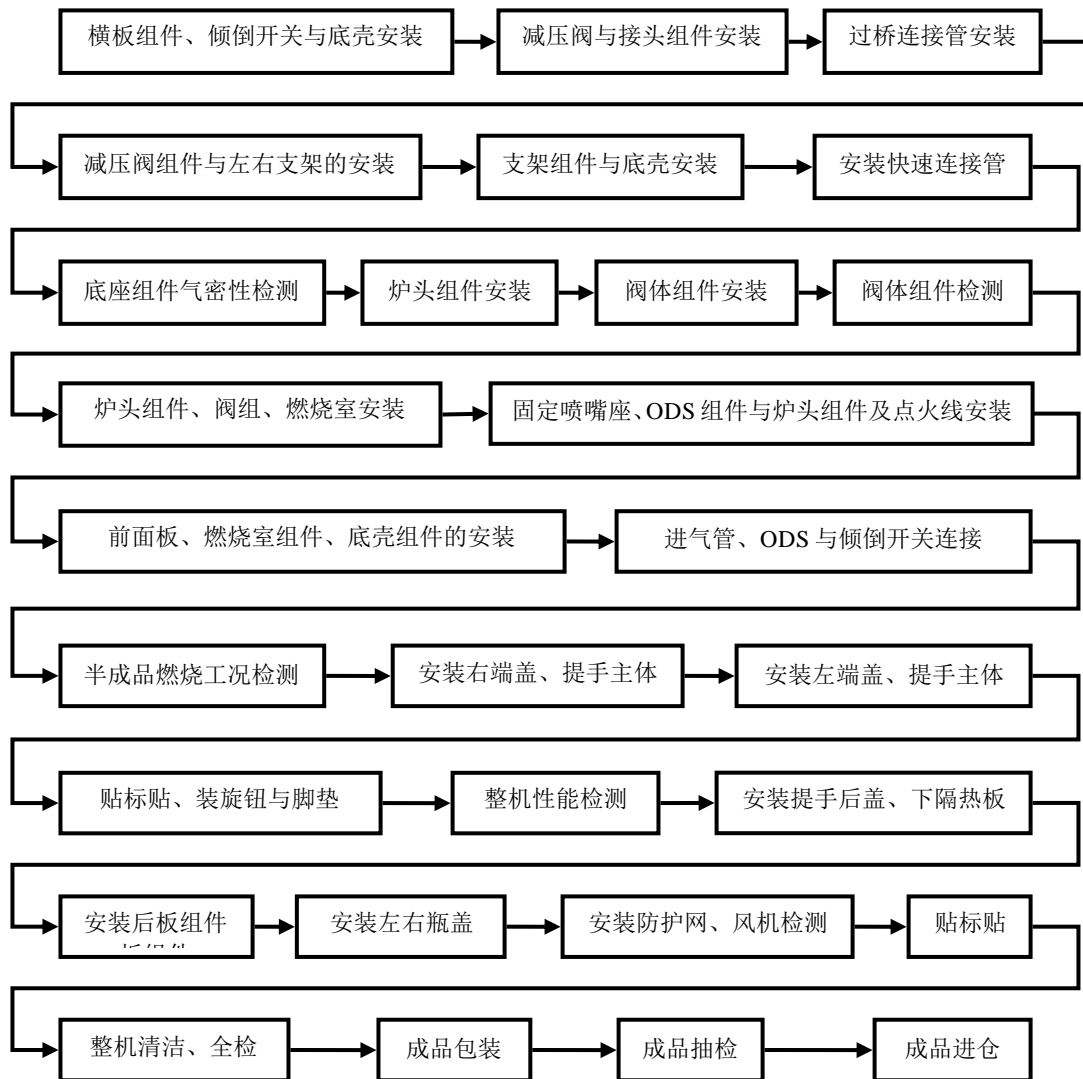 横板组件、倾倒开关与底壳安装
减压阀与接头组件安装
过桥连接管安装
减压阀组件与左右支架的安装
支架组件与底壳安装
安装快速连接管
底座组件气密性检测
炉头组件安装
阀体组件安装
阀体组件检测
炉头组件、阀组、燃烧室安装
固定喷嘴座、ODS 组件与炉头组件及点火线安装
前面板、燃烧室组件、底壳组件的安装
进气管、ODS 与倾倒开关连接
半成品燃烧工况检测
安装右端盖、提手主体
安装左端盖、提手主体
贴标贴、装旋钮与脚垫
整机性能检测
安装提手后盖、下隔热板
安装后板组件
安装左右瓶盖
安装防护网、风机检测
贴标贴
整机清洁、全检
成品包装
成品抽检
成品进仓